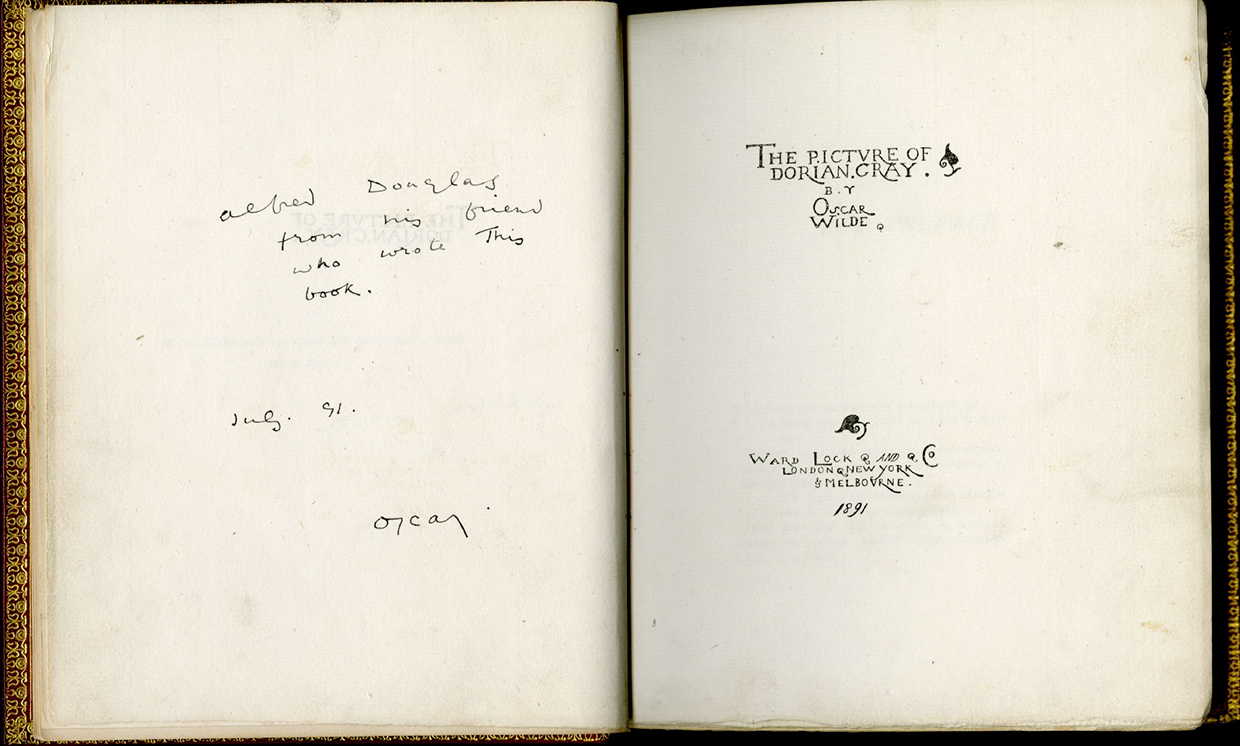 alfred Douglas
from his friend
who wrote This
book.
July. 91.
Oscar
THE PICTVRE OF
DORIAN.GRAY.
B.Y
OSCAR
WILDE
WARD LOCK AND Co
LONDON NEW YORK
& MELBOVRNE.
1891